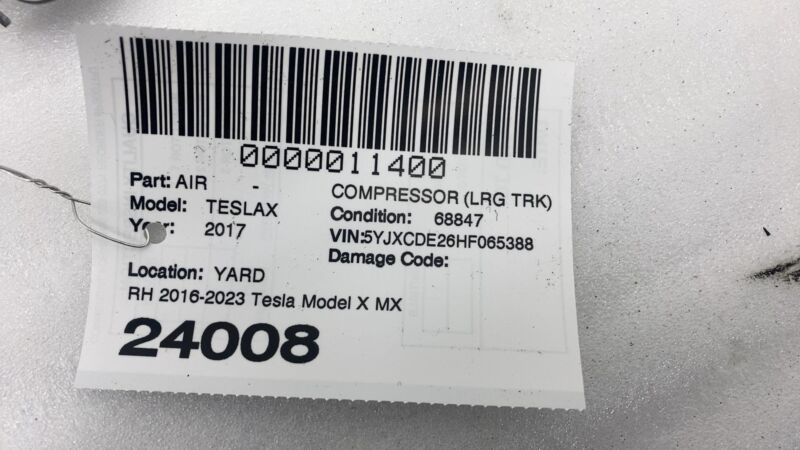 0000011400
Part: AIR - COMPRESSOR (LRG TRK)
Model: TESLAX Condition: 68847
Year: 2017 VIN:5YJXCDE26HF065388
Damage Code:
Location: YARD
RH 2016-2023 Tesla Model X MX
24008